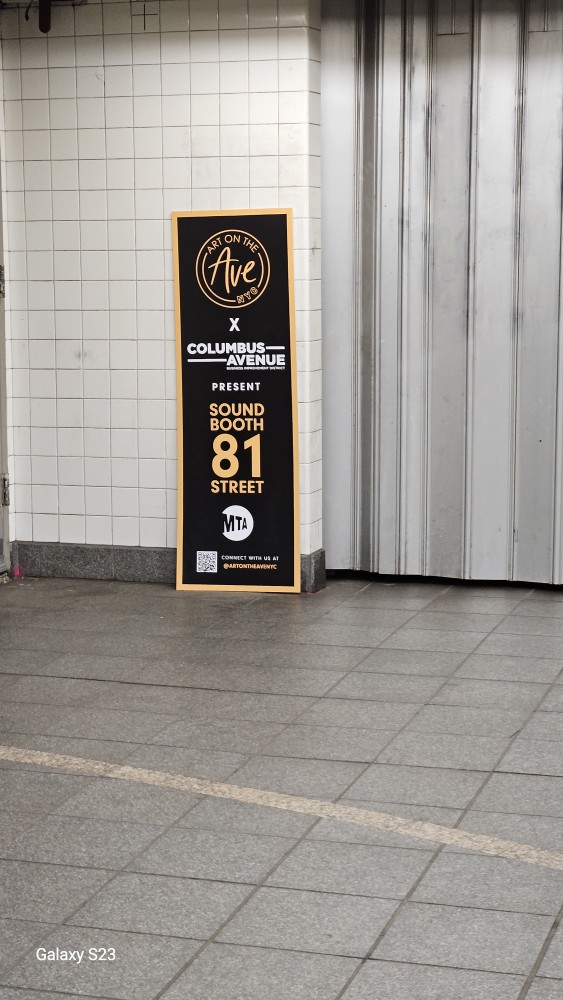 ART ON THE
Ave
NYC
X
COLUMBUS
AVENUE
BUSINESS IMPROVEMENT DISTRICT
PRESENT
SOUND
BOOTH
81
STREET
MTA
CONNECT WITH US AT
@ARTONTHEAVENYC
Galaxy S23